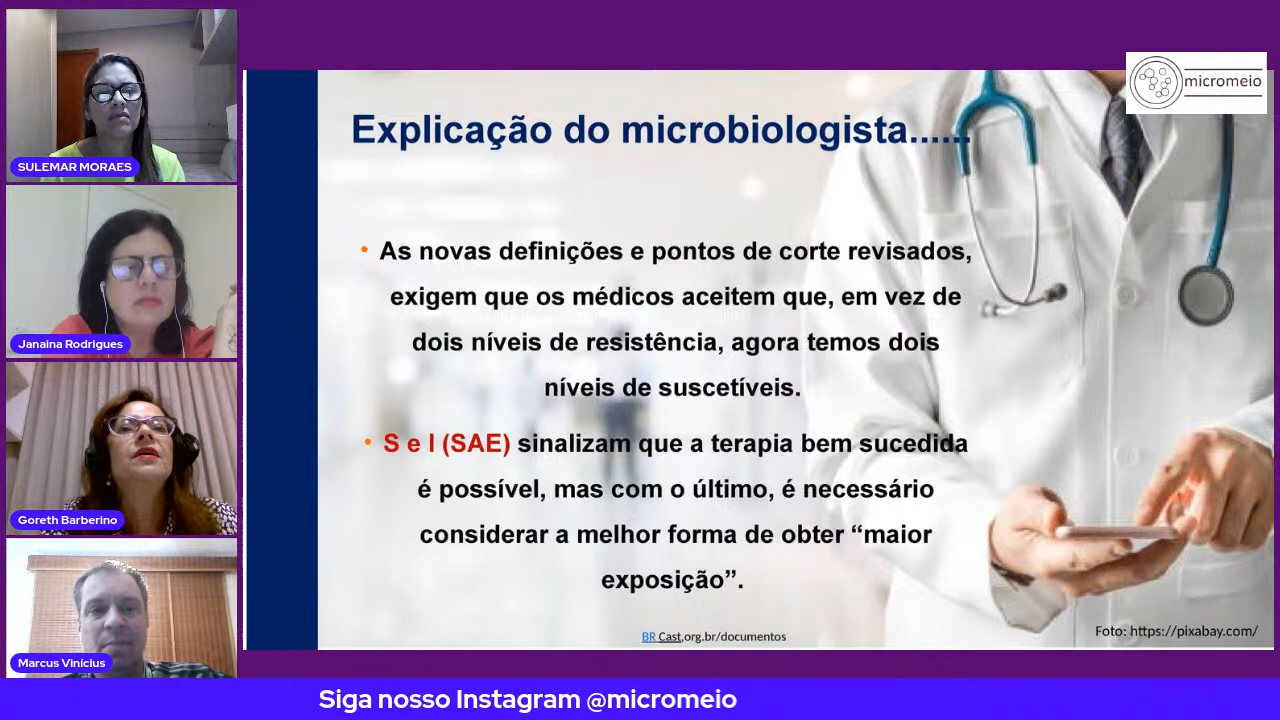 SULEMAR MORAES
Janaina Rodrigues
Goreth Barberino
Marcus Vinícius
micromeio
Explicação do microbiologista......
• As novas definições e pontos de corte revisados,
exigem que os médicos aceitem que, em vez de
dois níveis de resistência, agora temos dois
níveis de suscetíveis.
• S e I (SAE) sinalizam que a terapia bem sucedida
é possível, mas com o último, é necessário
considerar a melhor forma de obter “maior
exposição”.
BR Cast.org.br/documentos
Foto: https://pixabay.com/
Siga nosso Instagram @micromeio